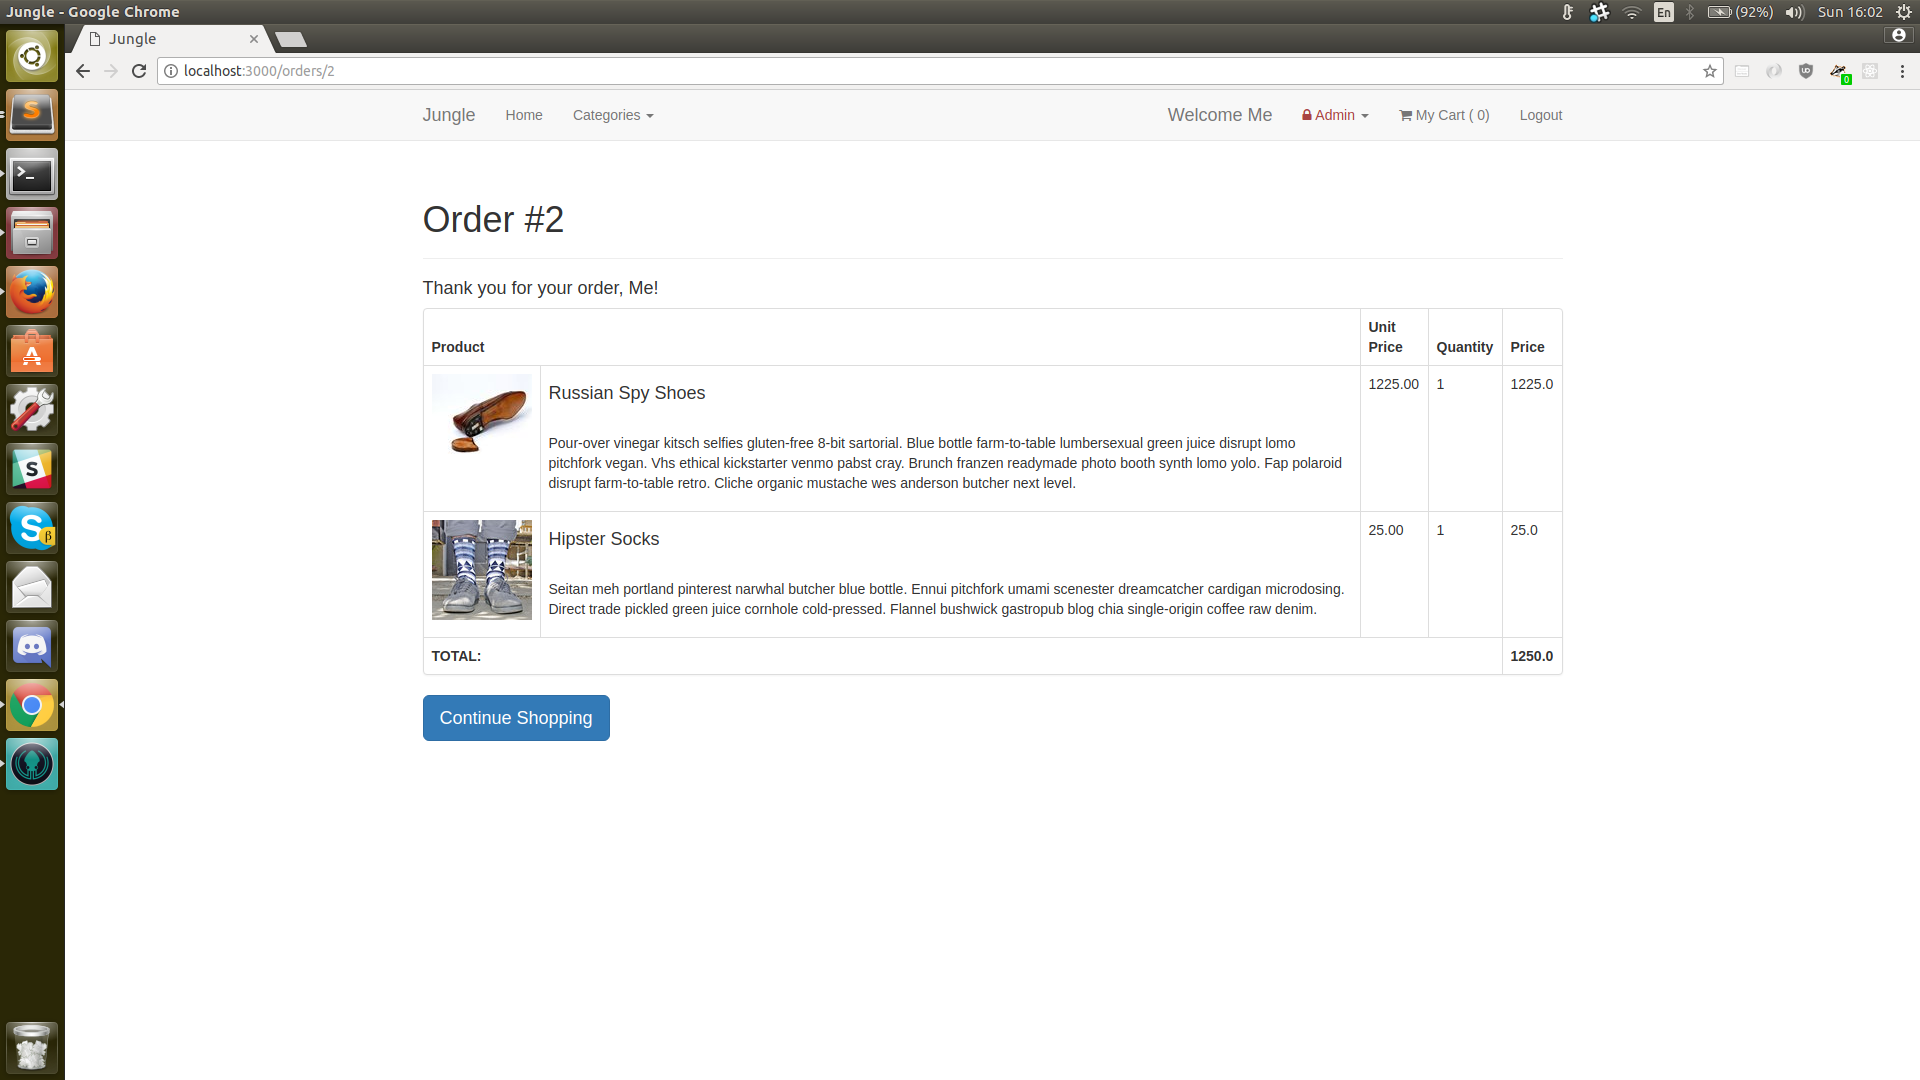 Jungle - Google Chrome
En
(92%)
Sun 16:02
Jungle
localhost:3000/orders/2
0
Jungle
Home
Categories
Welcome Me
Admin
My Cart ( 0)
Logout
Order #2
Thank you for your order, Me!
Product
Unit
Price
Quantity
Price
Russian Spy Shoes
1225.00
1
1225.0
Pour-over vinegar kitsch selfies gluten-free 8-bit sartorial. Blue bottle farm-to-table lumbersexual green juice disrupt lomo
pitchfork vegan. Vhs ethical kickstarter venmo pabst cray. Brunch franzen readymade photo booth synth lomo yolo. Fap polaroid
disrupt farm-to-table retro. Cliche organic mustache wes anderson butcher next level.
Hipster Socks
25.00
1
25.0
Seitan meh portland pinterest narwhal butcher blue bottle. Ennui pitchfork umami scenester dreamcatcher cardigan microdosing.
Direct trade pickled green juice cornhole cold-pressed. Flannel bushwick gastropub blog chia single-origin coffee raw denim.
TOTAL:
1250.0
Continue Shopping